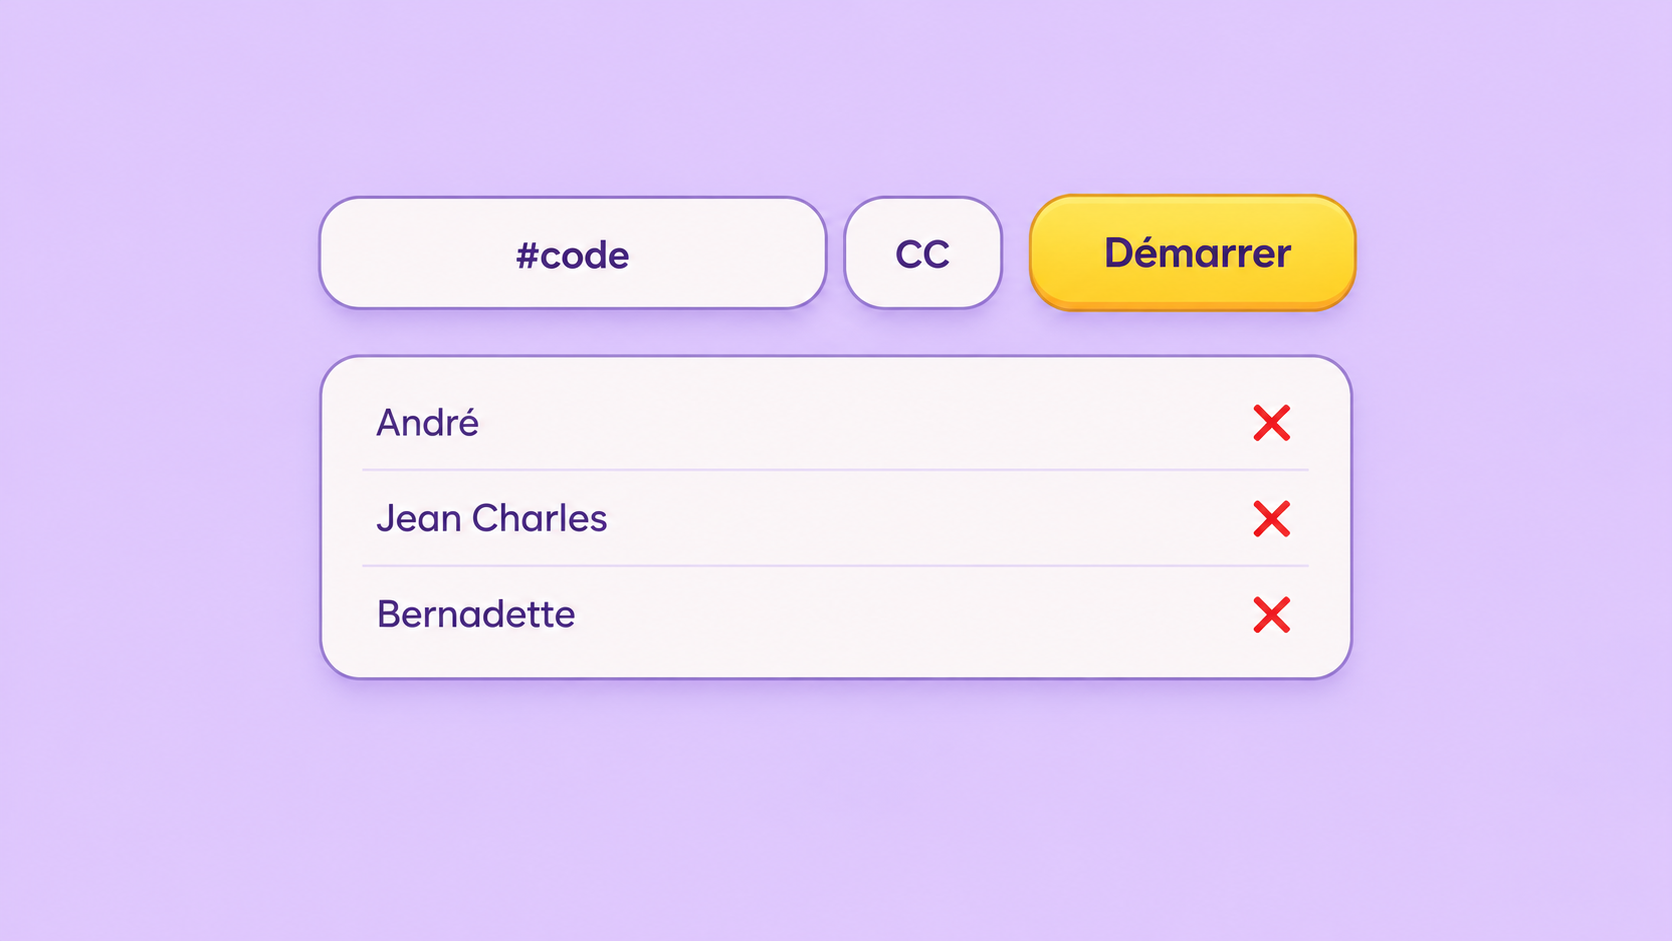 #code
CC
Démarrer
André
Jean Charles
Bernadette